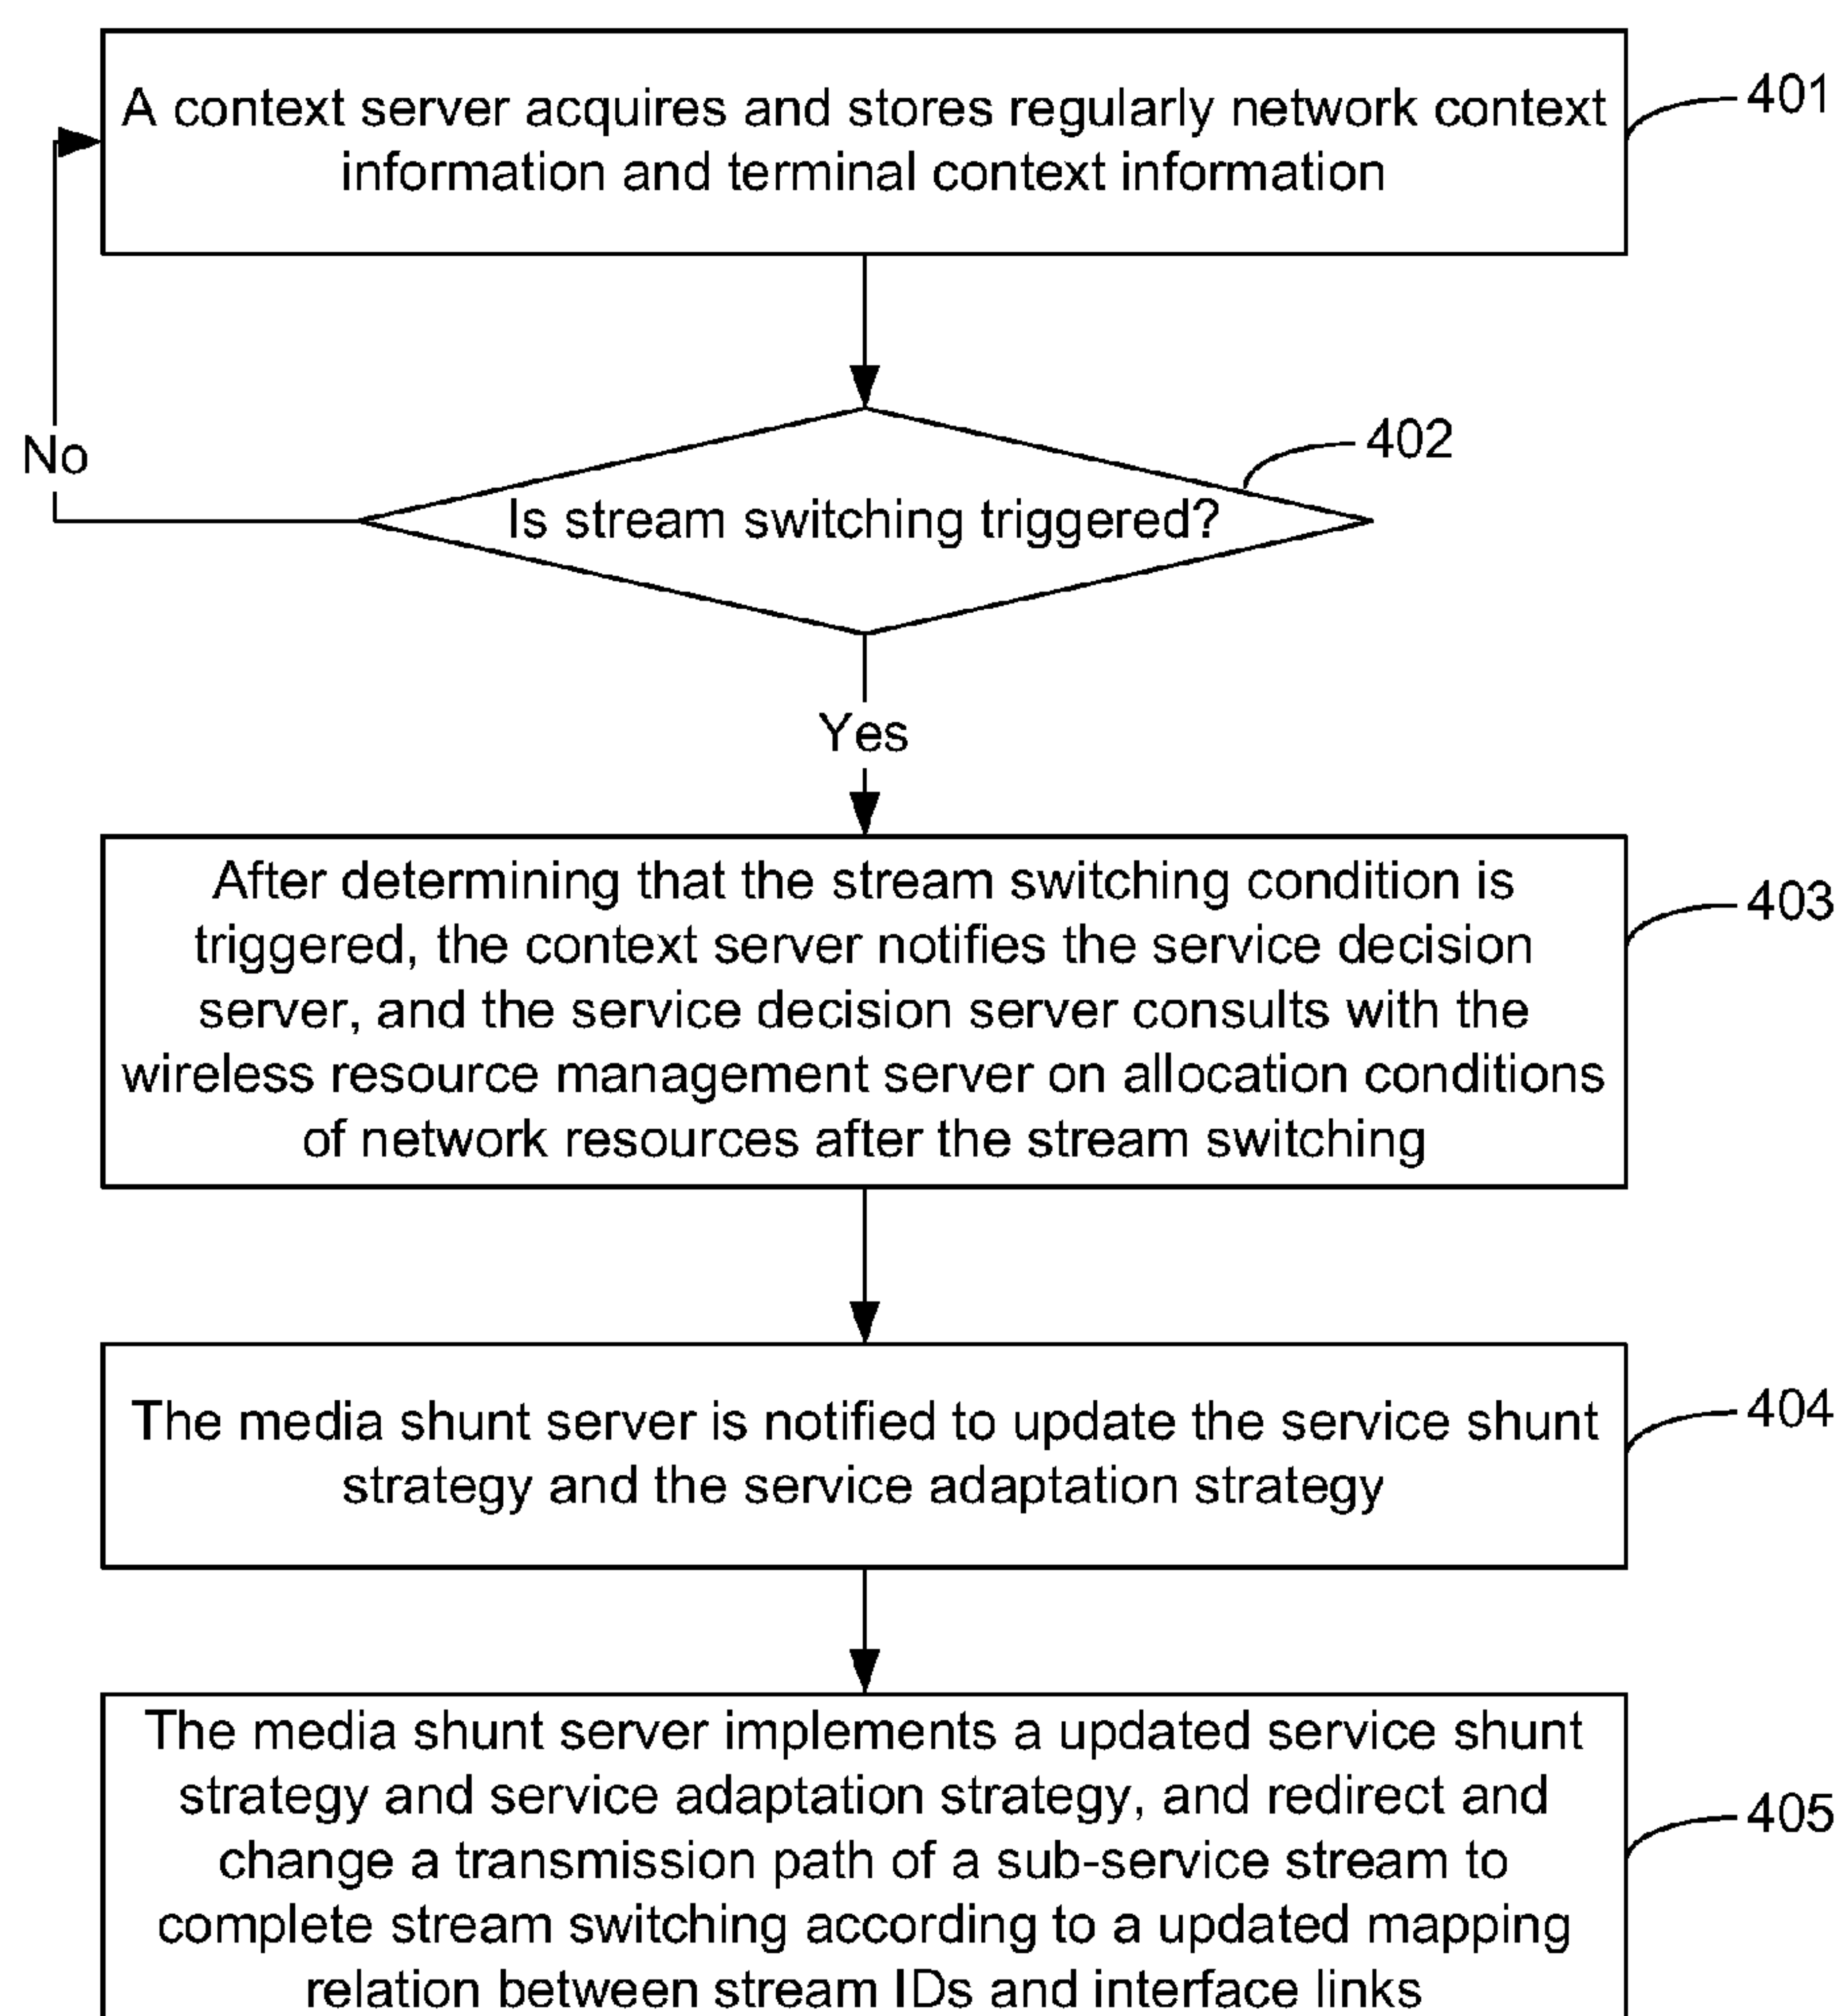 A context server acquires and stores regularly network context
information and terminal context information
401
No
402
Is stream switching triggered?
Yes
After determining that the stream switching condition is
triggered, the context server notifies the service decision
server, and the service decision server consults with the
wireless resource management server on allocation conditions
of network resources after the stream switching
403
The media shunt server is notified to update the service shunt
strategy and the service adaptation strategy
404
The media shunt server implements a updated service shunt
strategy and service adaptation strategy, and redirect and
change a transmission path of a sub-service stream to
complete stream switching according to a updated mapping
relation between stream IDs and interface links
405